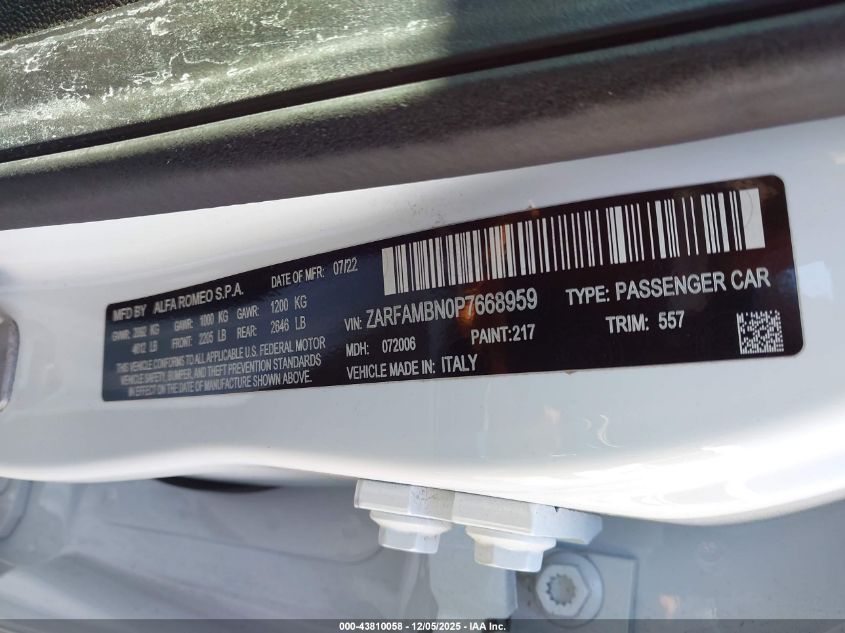 MFD BY ALFA ROMEO S.P.A. DATE OF MFR: 07/22
GVWR: KG GAWR: 1000 KG GAWR: 1200 KG
LB FRONT: 2205 LB REAR: 2646 LB
THIS VEHICLE CONFORMS TO ALL APPLICABLE U.S. FEDERAL MOTOR
VEHICLE SAFETY, BUMPER, AND THEFT PREVENTION STANDARDS
IN EFFECT ON THE DATE OF MANUFACTURE SHOWN ABOVE.
VIN: ZARFAMBN0P7668959 TYPE: PASSENGER CAR
MDH: 072006 PAINT:217 TRIM: 557
VEHICLE MADE IN: ITALY
000-43810058 - 12/05/2025 - IAA Inc.